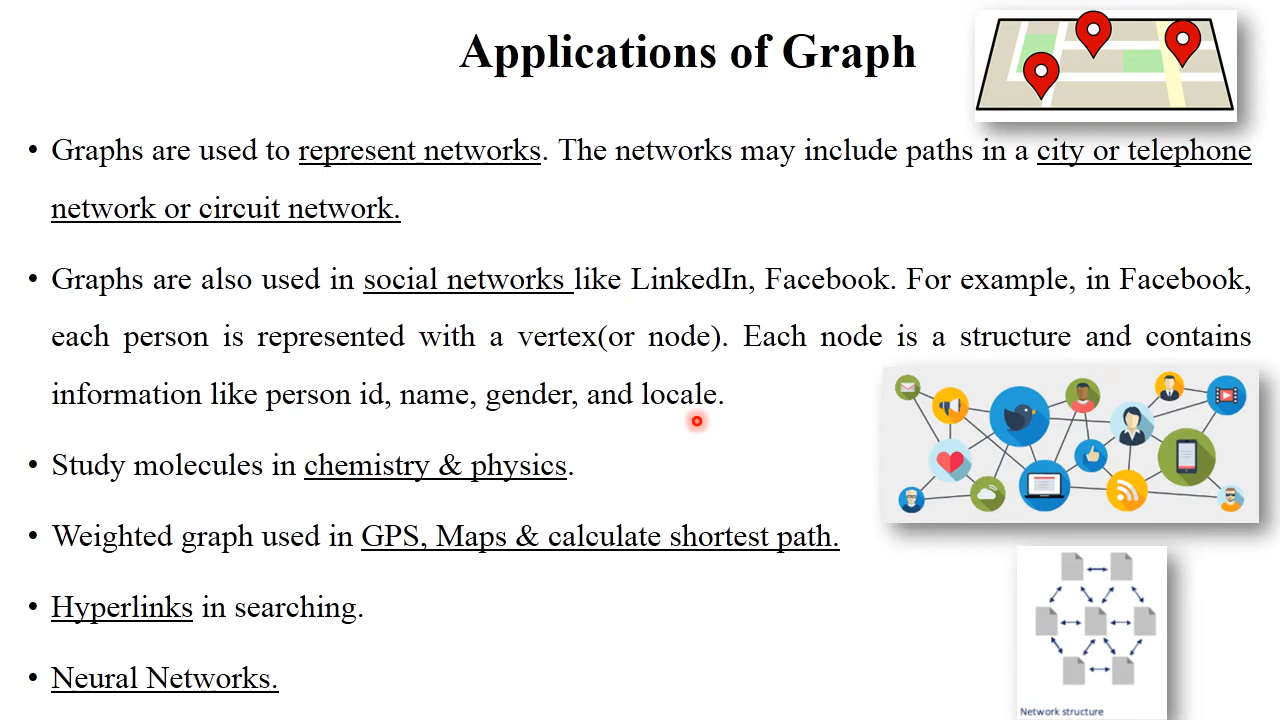 Applications of Graph
• Graphs are used to represent networks. The networks may include paths in a city or telephone
network or circuit network.
• Graphs are also used in social networks like LinkedIn, Facebook. For example, in Facebook,
each person is represented with a vertex(or node). Each node is a structure and contains
information like person id, name, gender, and locale.
• Study molecules in chemistry & physics.
• Weighted graph used in GPS, Maps & calculate shortest path.
• Hyperlinks in searching.
• Neural Networks.
Network structure